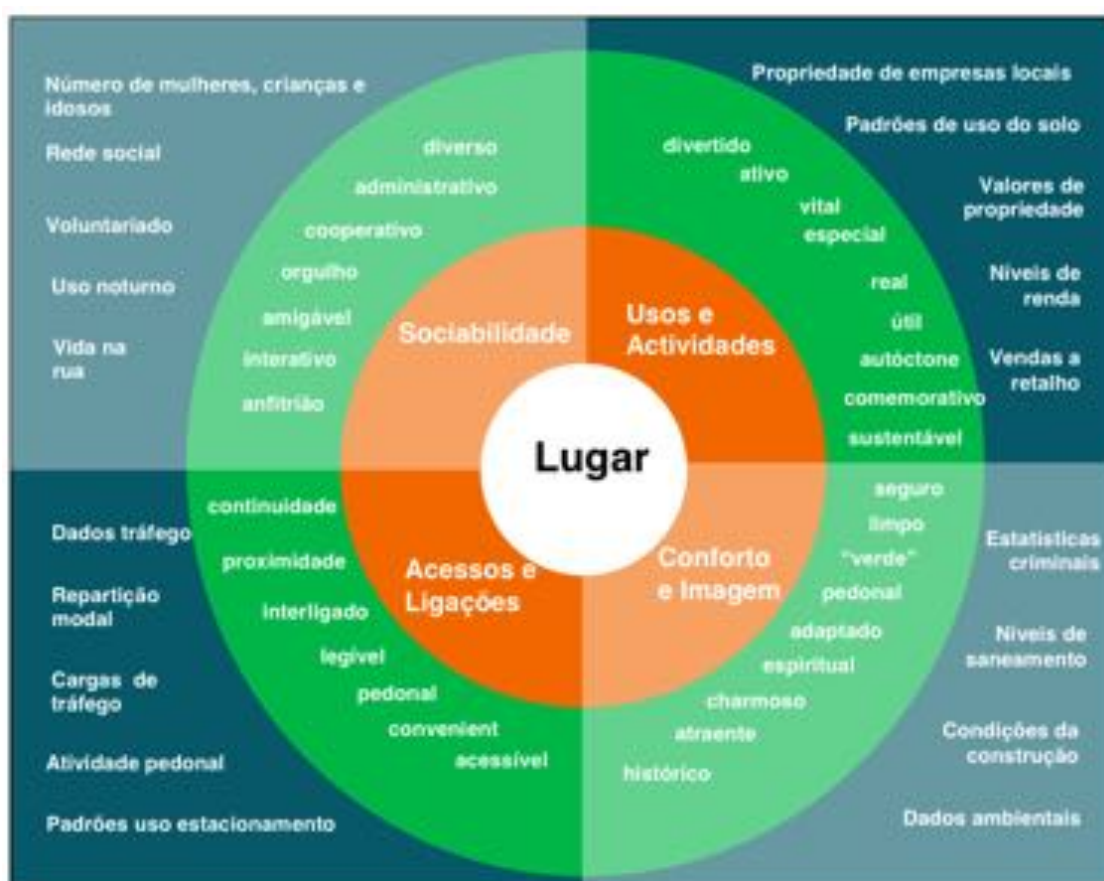 Número de mulheres, crianças e
idosos
Rede social
Voluntariado
Uso noturno
Vida na
rua
diverso
administrativo
cooperativo
orgulho
amigável
interativo
anfitrião
Sociabilidade
Propriedade de empresas locais
Padrões de uso do solo
Valores de
propriedade
Níveis de
renda
Vendas a
retalho
divertido
ativo
vital
especial
real
útil
autóctone
comemorativo
sustentável
Usos e
Actividades
Lugar
Dados tráfego
Repartição
modal
Cargas de
tráfego
Atividade pedonal
Padrões uso estacionamento
continuidade
proximidade
interligado
legível
pedonal
convenient
acessível
Acessos e
Ligações
Conforto
e Imagem
seguro
limpo
"verde"
pedonal
adaptado
espiritual
charmoso
atraente
histórico
Estatísticas
criminais
Níveis de
saneamento
Condições da
construção
Dados ambientais